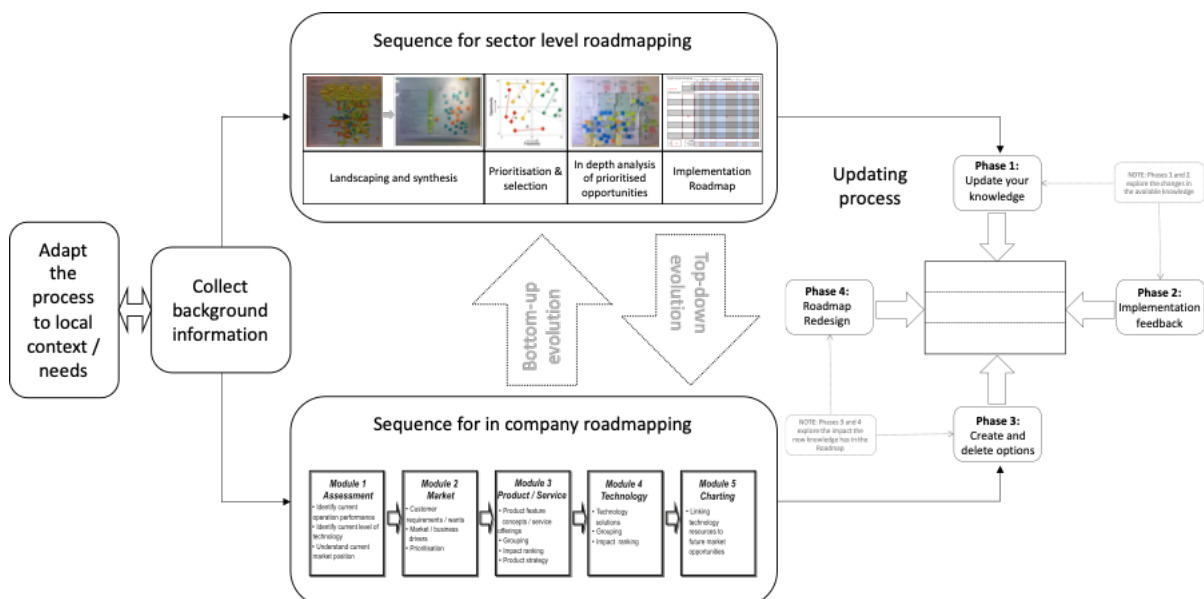 Sequence for sector level roadmapping
Landscaping and synthesis
Prioritisation &
selection
In depth analysis
of prioritised
opportunities
Implementation
Roadmap
Adapt
the
process
to local
context /
needs
Collect
background
information
Bottom-up
evolution
Top-down
evolution
Sequence for in company roadmapping
Module 1
Assessment
• Identify current
operation performance
• Identify current level of
technology
• Understand current
market position
Module 2
Market
• Customer
requirements / wants
• Market / business
drivers
• Prioritisation
Module 3
Product / Service
• Product feature
concepts / service
offerings
• Grouping
• Impact ranking
• Product strategy
Module 4
Technology
• Technology
solutions
• Grouping
• Impact ranking
Module 5
Charting
• Linking
technology
resources to
future market
opportunities
Updating
process
Phase 1:
Update your
knowledge
NOTE: Phases 1 and 2
explore the changes in
the available knowledge
Phase 4:
Roadmap
Redesign
Phase 2:
Implementation
feedback
NOTE: Phases 3 and 4
explore the impact the
new knowledge has in the
Roadmap
Phase 3:
Create and
delete options